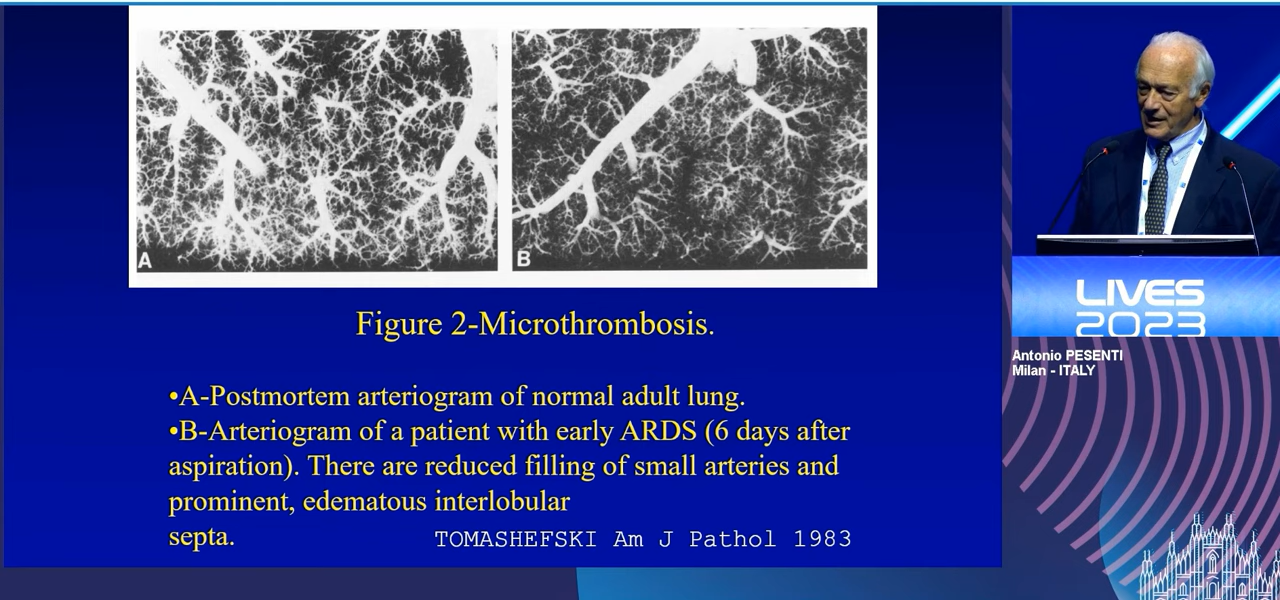 A
B
Figure 2-Microthrombosis.
•A-Postmortem arteriogram of normal adult lung.
•B-Arteriogram of a patient with early ARDS (6 days after
aspiration). There are reduced filling of small arteries and
prominent, edematous interlobular
septa.
TOMASHEFSKI Am J Pathol 1983
LIVES
2023
Antonio PESENTI
Milan - ITALY